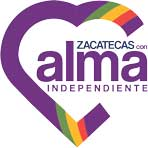 ZACATECAS con
alma
INDEPENDIENTE